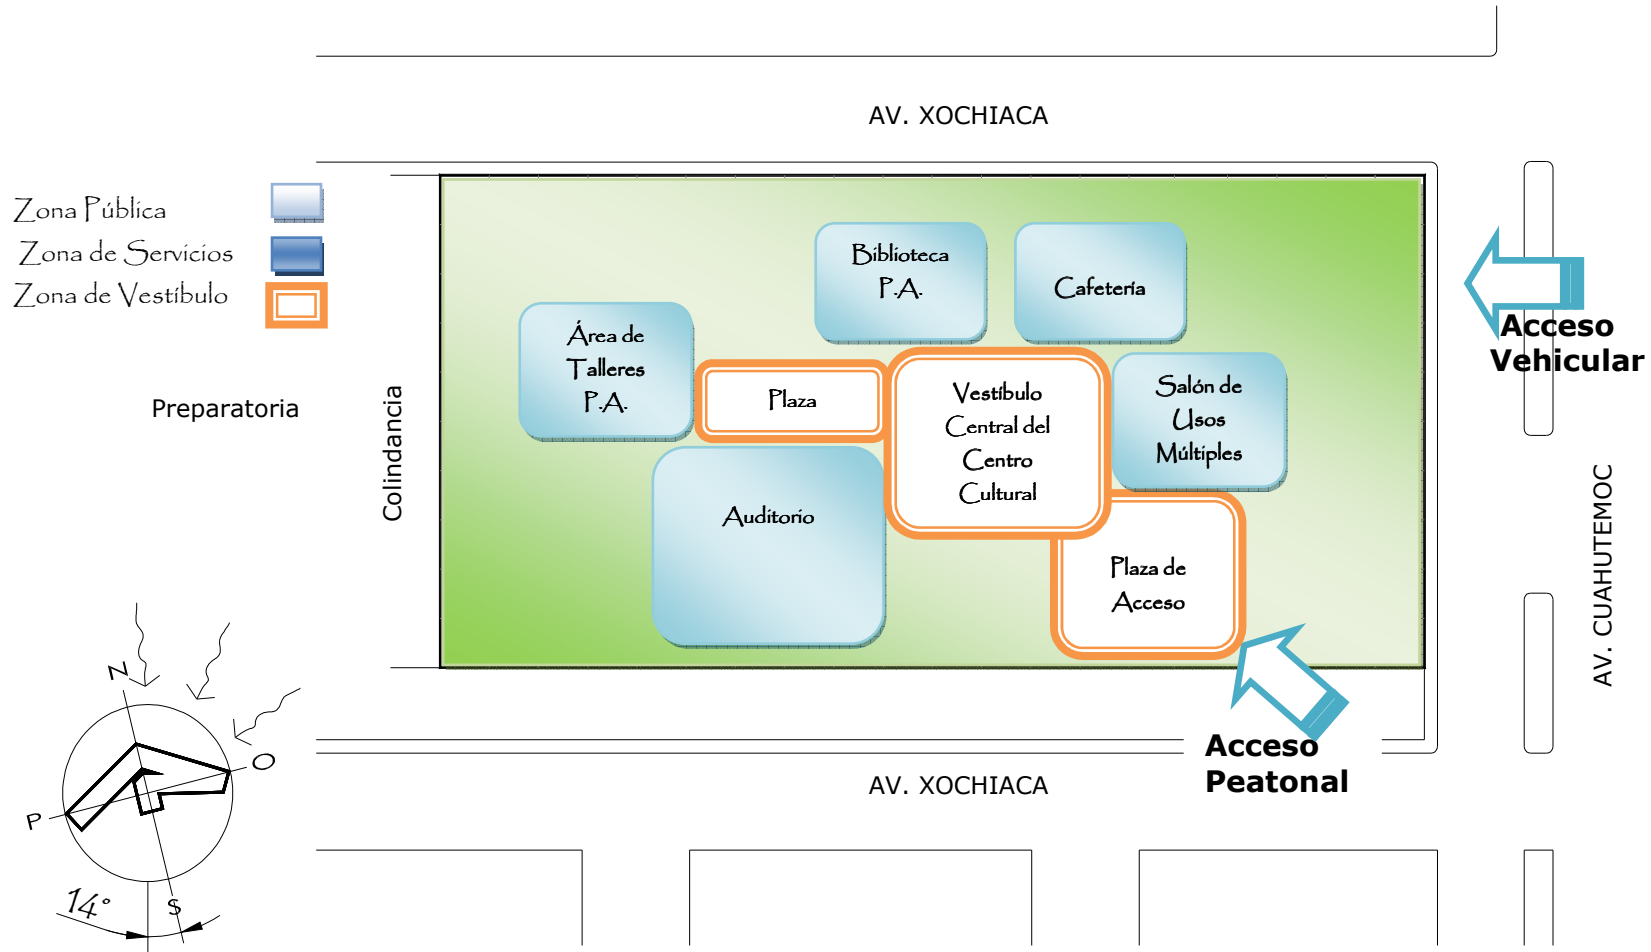 AV. XOCHIACA
Zona Pública
Zona de Servicios
Zona de Vestíbulo
Preparatoria
Colindancia
Biblioteca
P.A.
Cafetería
Área de
Talleres
P.A.
Plaza
Vestíbulo
Central del
Centro
Cultural
Salón de
Usos
Múltiples
Auditorio
Plaza de
Acceso
Acceso
Vehicular
AV. CUAHUTEMOC
Acceso
Peatonal
AV. XOCHIACA
N
O
P
S
14°